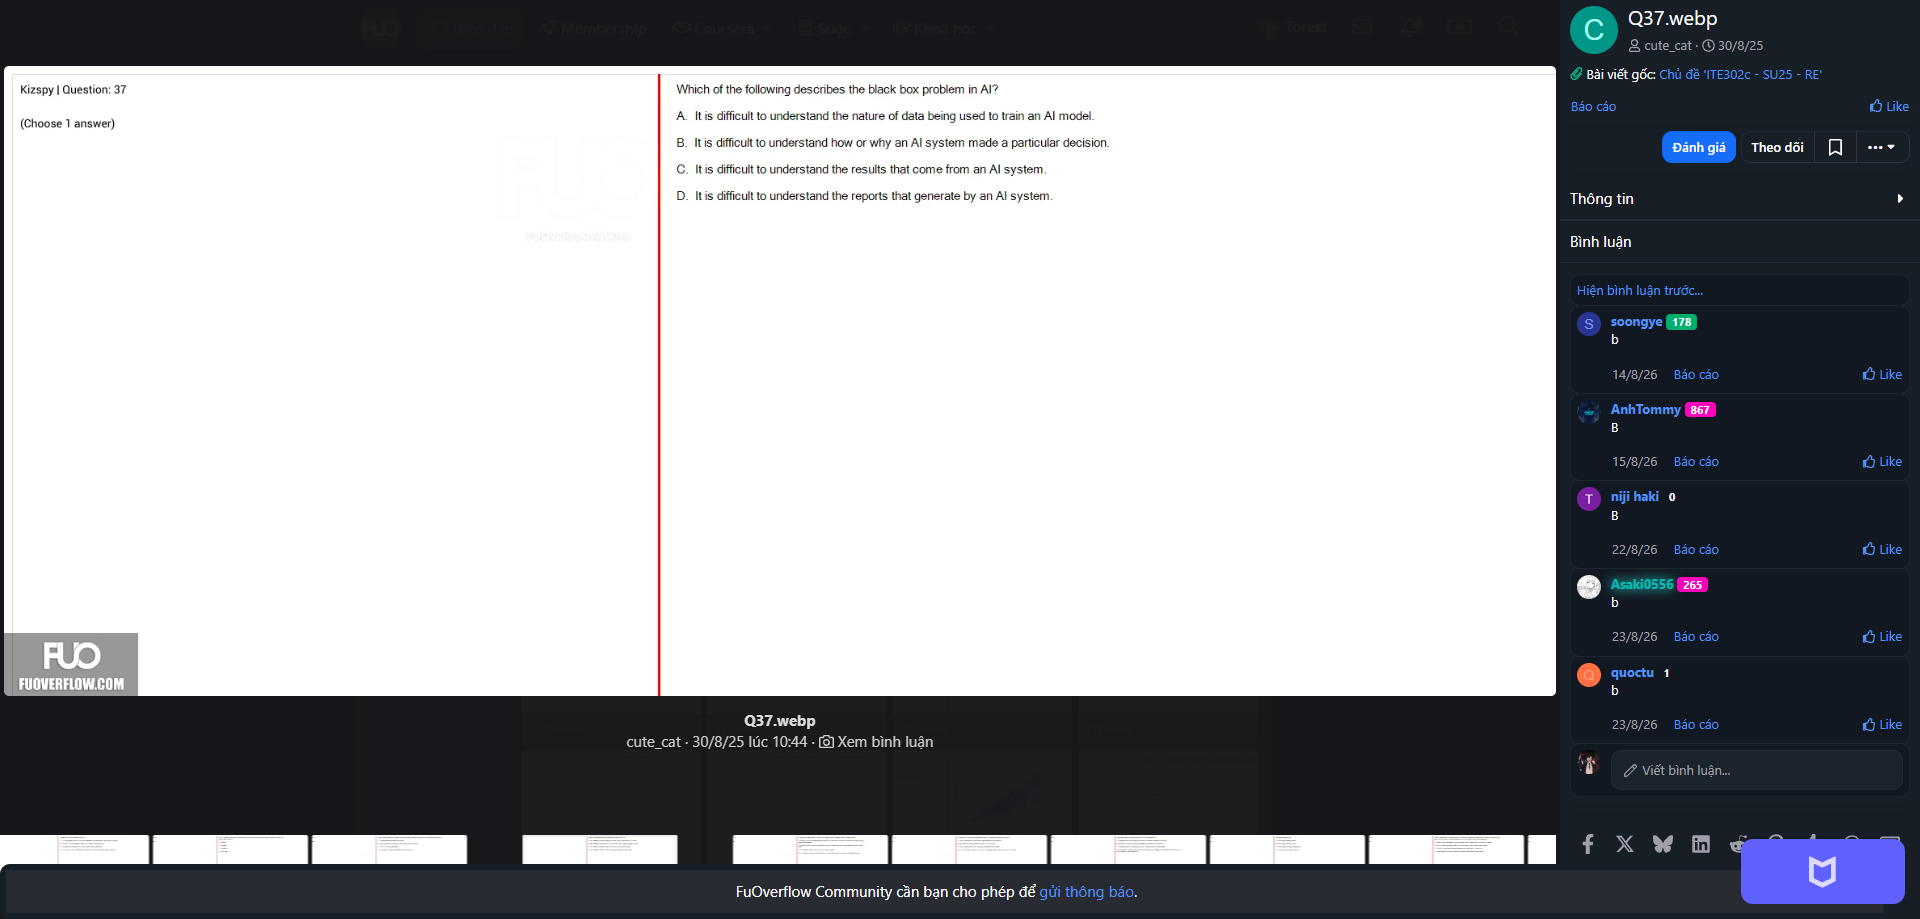 Membership
Coursera
Kizspy | Question: 37
(Choose 1 answer)
Which of the following describes the black box problem in AI?
A. It is difficult to understand the nature of data being used to train an AI model.
B. It is difficult to understand how or why an AI system made a particular decision.
C. It is difficult to understand the results that come from an AI system.
D. It is difficult to understand the reports that generate by an AI system.
FUO
FUOVERFLOW.COM
FUO
FUOVERFLOW.COM
Q37.webp
cute_cat · 30/8/25 lúc 10:44 · Xem bình luận
C
Q37.webp
cute_cat · 30/8/25
Bài viết gốc: Chủ đề 'ITE302c - SU25 - RE'
Báo cáo
Like
Đánh giá
Theo dõi
Thông tin
Bình luận
Hiện bình luận trước...
S
soongye 178
b
14/8/26 Báo cáo
Like
AnhTommy 867
B
15/8/26 Báo cáo
Like
T
niji haki 0
B
22/8/26 Báo cáo
Like
Asaki0556 265
b
23/8/26 Báo cáo
Like
Q
quoctu 1
b
23/8/26 Báo cáo
Like
Viết bình luận...
FuOverflow Community cần bạn cho phép để gửi thông báo.